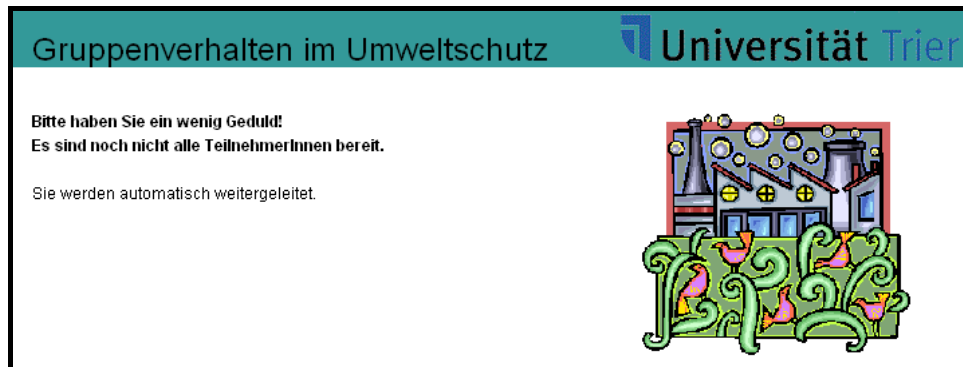 Gruppenverhalten im Umweltschutz
Universität Trier
Bitte haben Sie ein wenig Geduld!
Es sind noch nicht alle TeilnehmerInnen bereit.
Sie werden automatisch weitergeleitet.